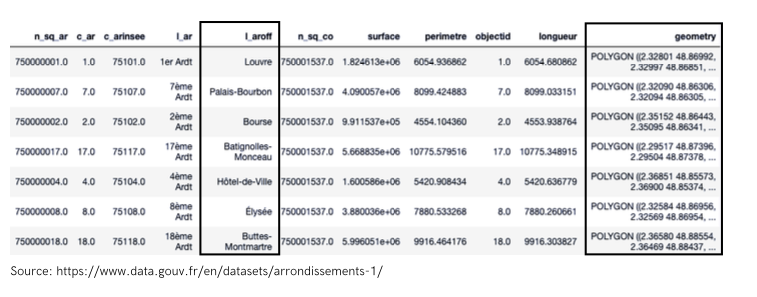 n_sq_ar c_ar c_arinsee l_ar l_aroff n_sq_co surface perimetre objectid longueur geometry
750000001.0 1.0 75101.0 1er Ardt Louvre 750001537.0 1.824613e+06 6054.936862 1.0 6054.680862 POLYGON ((2.32801 48.86992,
2.32997 48.86851, ...
750000007.0 7.0 75107.0 7ème
Ardt Palais-Bourbon 750001537.0 4.090057e+06 8099.424883 7.0 8099.033151 POLYGON ((2.32090 48.86306,
2.32094 48.86305, ...
750000002.0 2.0 75102.0 2ème
Ardt Bourse 750001537.0 9.911537e+05 4554.104360 2.0 4553.938764 POLYGON ((2.35152 48.86443,
2.35095 48.86341, ...
750000017.0 17.0 75117.0 17ème
Ardt Batignolles-
Monceau 750001537.0 5.668835e+06 10775.579516 17.0 10775.348915 POLYGON ((2.29517 48.87396,
2.29504 48.87378, ...
750000004.0 4.0 75104.0 4ème
Ardt Hôtel-de-Ville 750001537.0 1.600586e+06 5420.908434 4.0 5420.636779 POLYGON ((2.36851 48.85573,
2.36900 48.85374, ...
750000008.0 8.0 75108.0 8ème
Ardt Élysée 750001537.0 3.880036e+06 7880.533268 8.0 7880.260661 POLYGON ((2.32584 48.86956,
2.32569 48.86954, ...
750000018.0 18.0 75118.0 18ème
Ardt Buttes-
Montmartre 750001537.0 5.996051e+06 9916.464176 18.0 9916.303827 POLYGON ((2.36580 48.88554,
2.36469 48.88437, ...
Source: https://www.data.gouv.fr/en/datasets/arrondissements-1/